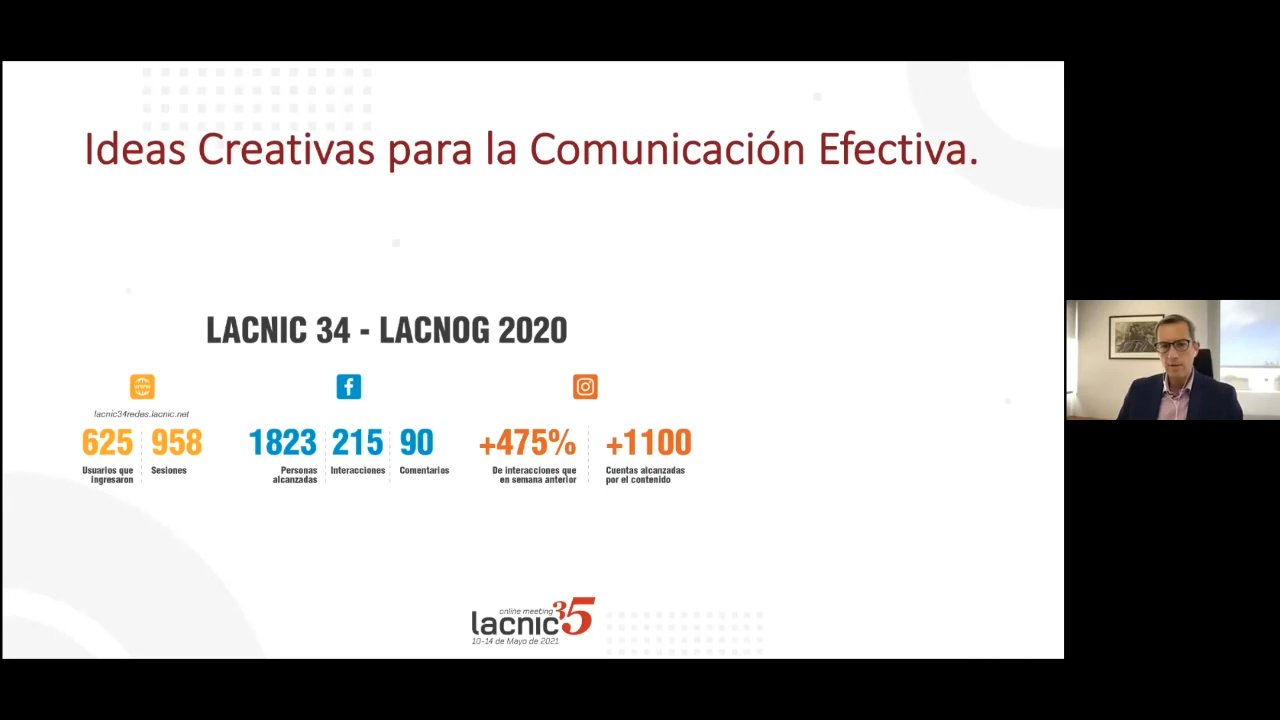 Ideas Creativas para la Comunicación Efectiva.
LACNIC 34 - LACNOG 2020
www
lacnic34redes.lacnic.net
625 958
Usuarios que ingresaron
Sesiones
1823 215 90
Personas alcanzadas
Interacciones
Comentarios
+475% +1100
De interacciones que en semana anterior
Cuentas alcanzadas por el contenido
online meeting
lacnic35
10-14 de Mayo de 2021